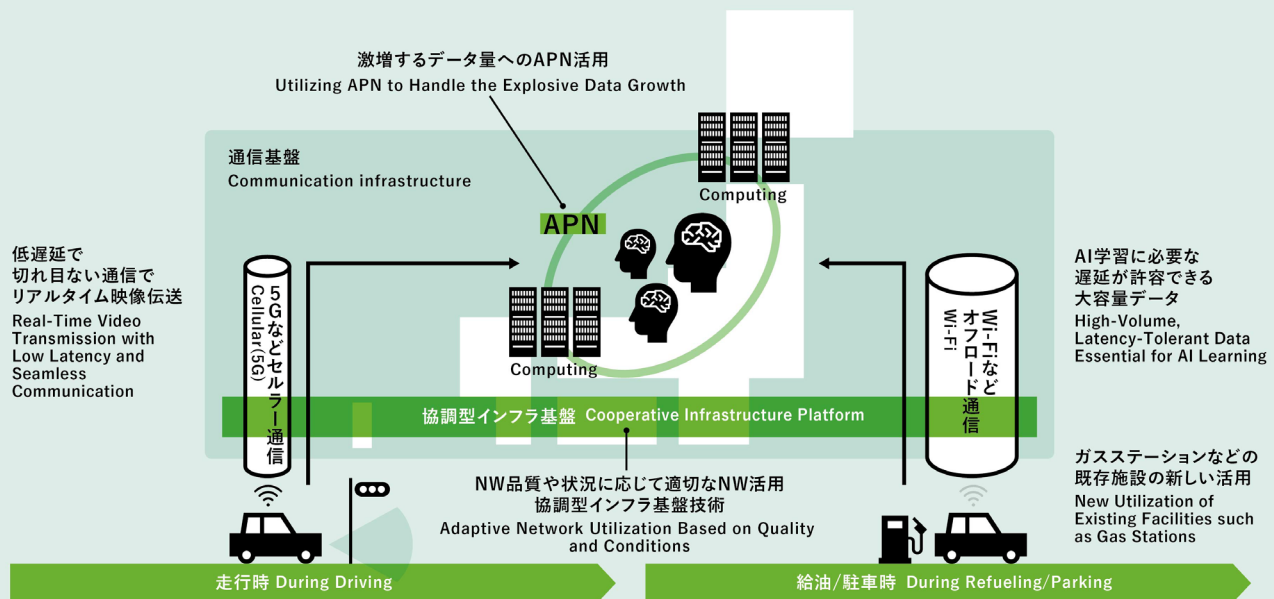 激増するデータ量へのAPN活用
Utilizing APN to Handle the Explosive Data Growth
通信基盤
Communication infrastructure
Computing
APN
Computing
低遅延で
切れ目ない通信で
リアルタイム映像伝送
Real-Time Video
Transmission with
Low Latency and
Seamless
Communication
5Gなどセルラー通信
Cellular(5G)
Wi-Fiなど
オフロード通信
Wi-Fi
AI学習に必要な
遅延が許容できる
大容量データ
High-Volume,
Latency-Tolerant Data
Essential for AI Learning
協調型インフラ基盤 Cooperative Infrastructure Platform
NW品質や状況に応じて適切なNW活用
協調型インフラ基盤技術
Adaptive Network Utilization Based on Quality
and Conditions
ガスステーションなどの
既存施設の新しい活用
New Utilization of
Existing Facilities such
as Gas Stations
走行時 During Driving
給油/駐車時 During Refueling/Parking